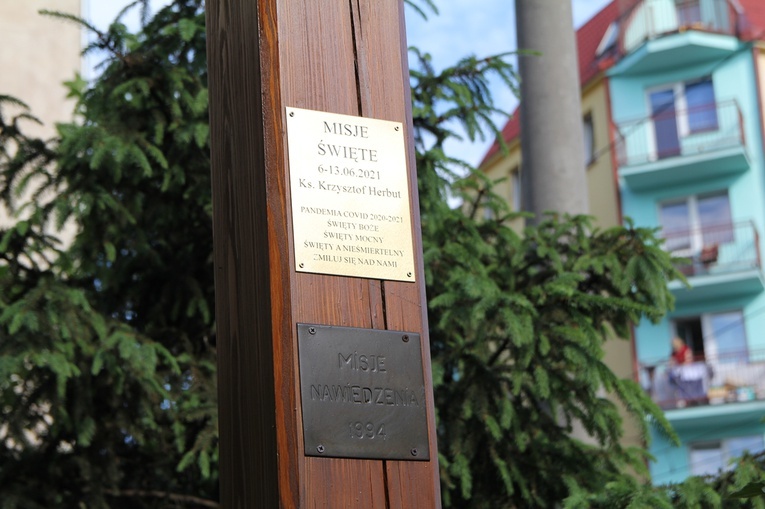 MISJE
ŚWIĘTE
6-13.06.2021
Ks. Krzysztof Herbut
PANDEMIA COVID 2020-2021
ŚWIĘTY BOŻE
ŚWIĘTY MOCNY
ŚWIĘTY A NIEŚMIERTELNY
ZMIŁUJ SIĘ NAD NAMI
MISJE
NAWIEDZENIA
1994